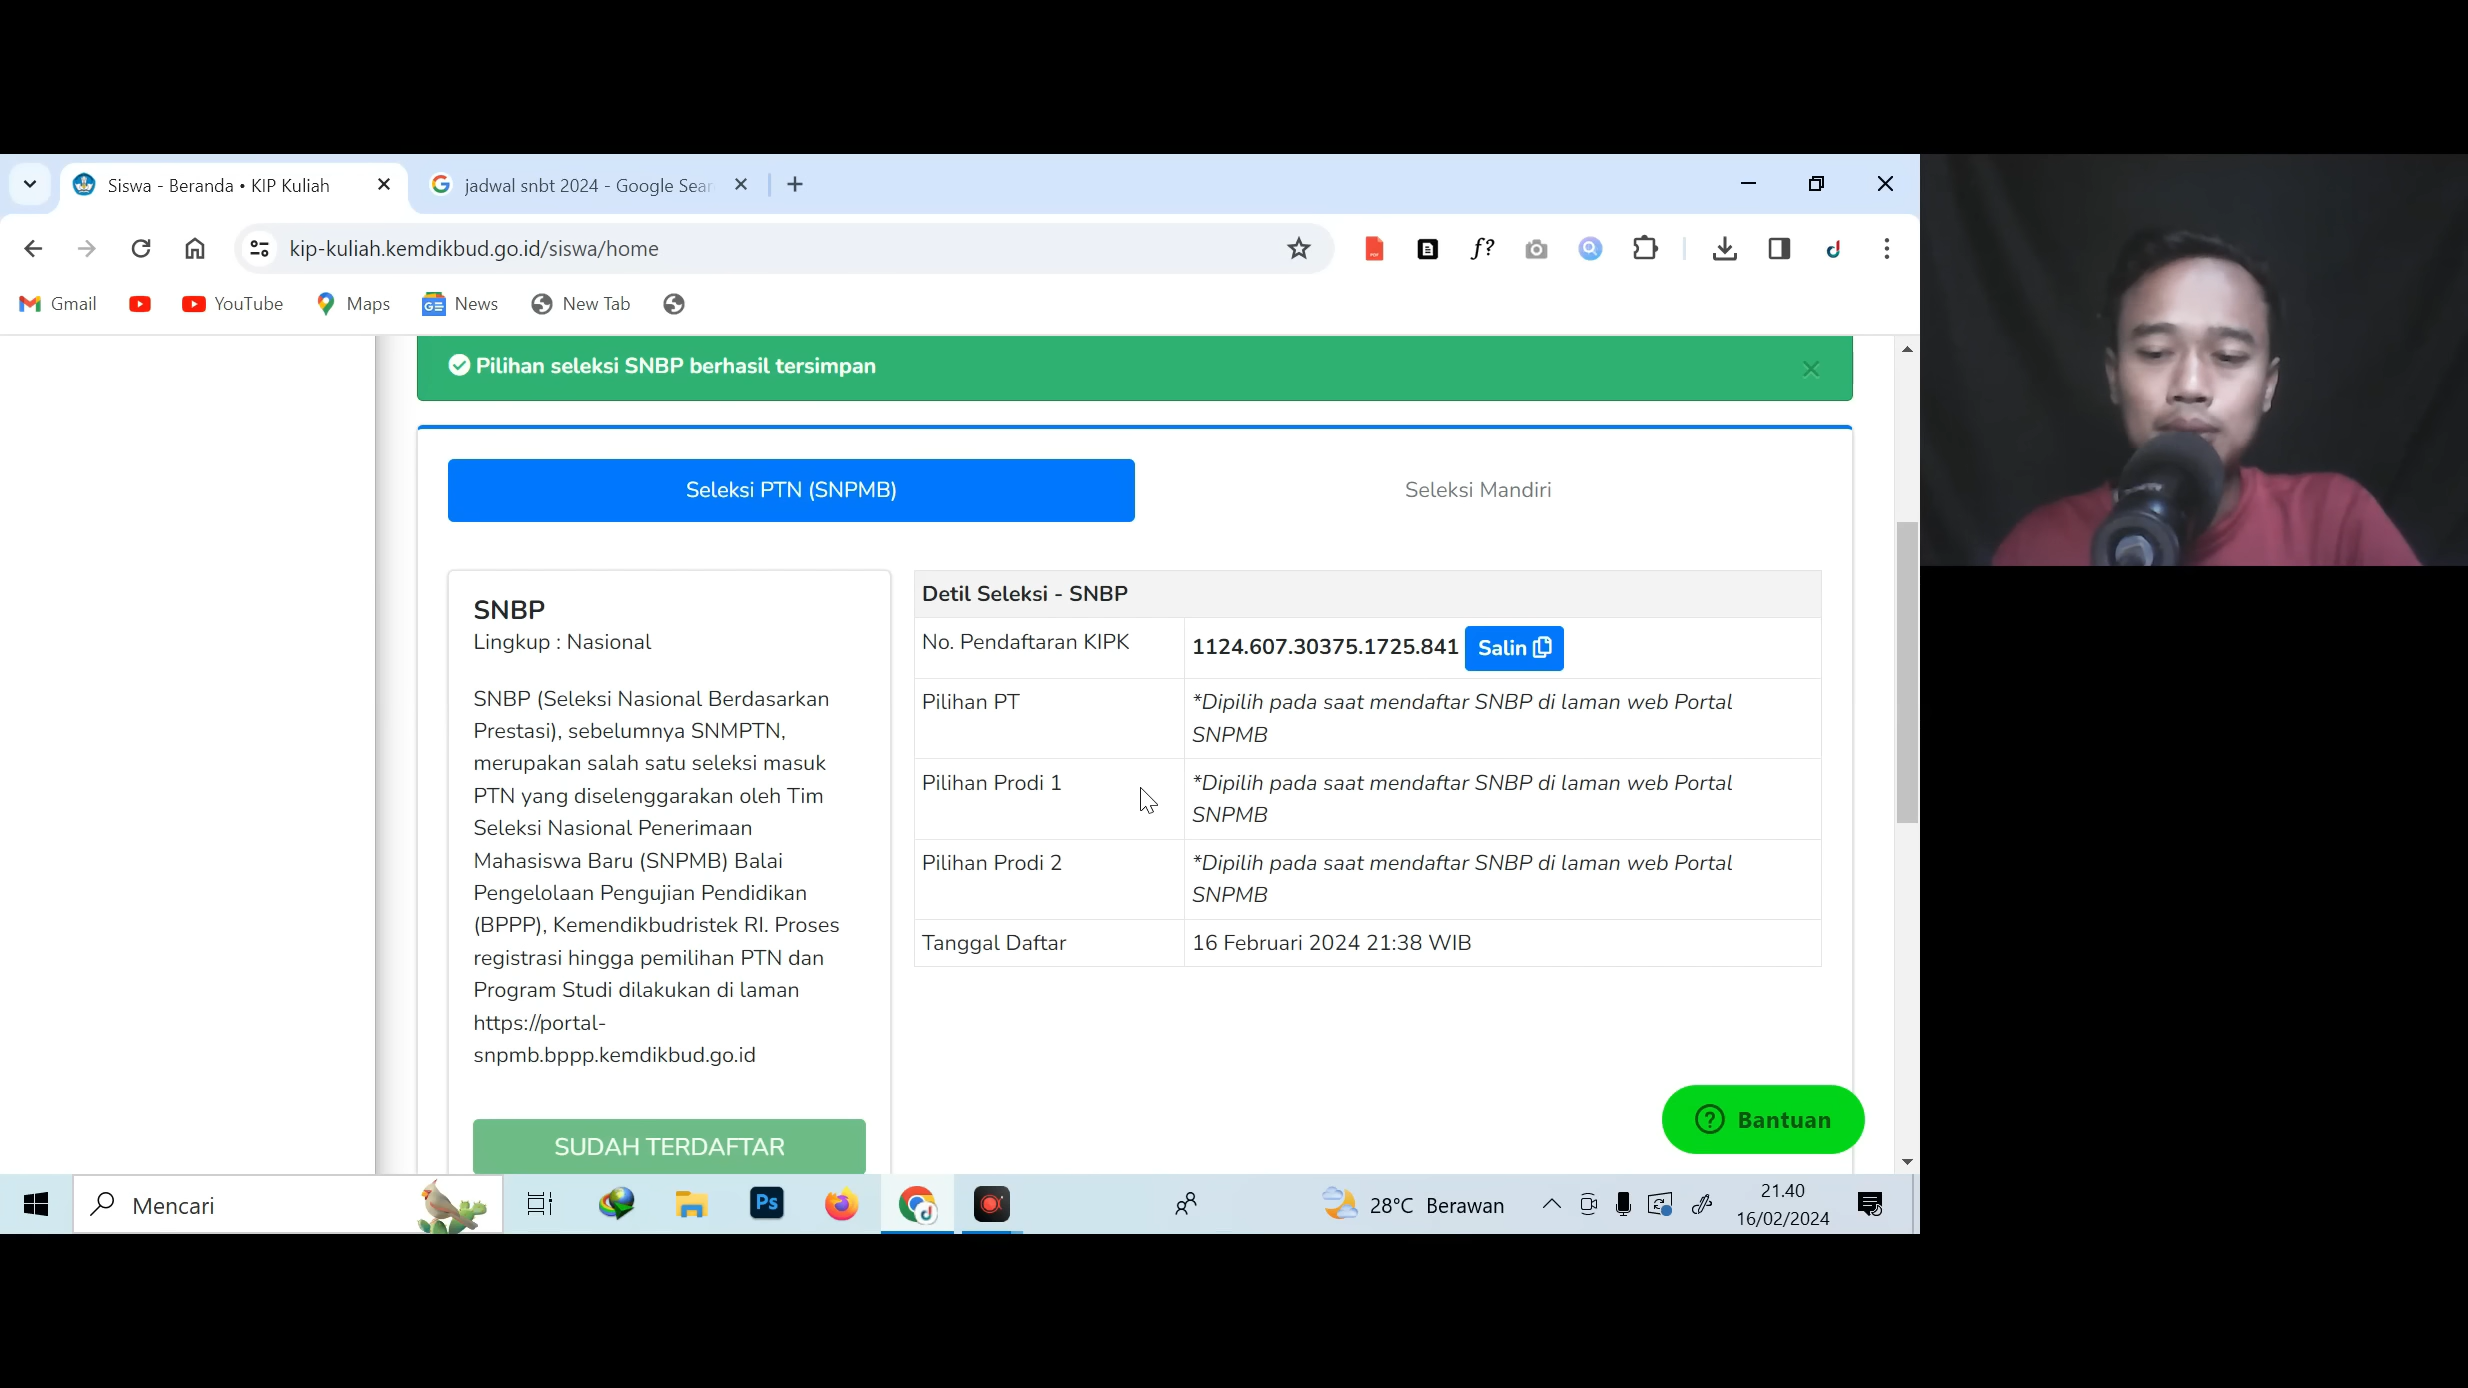 Siswa - Beranda • KIP Kuliah
jadwal snbt 2024 - Google Sear
kip-kuliah.kemdikbud.go.id/siswa/home
f?
Gmail
YouTube
Maps
News
New Tab
Pilihan seleksi SNBP berhasil tersimpan
Seleksi PTN (SNPMB)
Seleksi Mandiri
SNBP
Lingkup : Nasional
SNBP (Seleksi Nasional Berdasarkan
Prestasi), sebelumnya SNMPTN,
merupakan salah satu seleksi masuk
PTN yang diselenggarakan oleh Tim
Seleksi Nasional Penerimaan
Mahasiswa Baru (SNPMB) Balai
Pengelolaan Pengujian Pendidikan
(BPPP), Kemendikbudristek RI. Proses
registrasi hingga pemilihan PTN dan
Program Studi dilakukan di laman
https://portal-
snpmb.bppp.kemdikbud.go.id
SUDAH TERDAFTAR
Detil Seleksi - SNBP
No. Pendaftaran KIPK 1124.607.30375.1725.841 Salin
Pilihan PT *Dipilih pada saat mendaftar SNBP di laman web Portal
SNPMB
Pilihan Prodi 1 *Dipilih pada saat mendaftar SNBP di laman web Portal
SNPMB
Pilihan Prodi 2 *Dipilih pada saat mendaftar SNBP di laman web Portal
SNPMB
Tanggal Daftar 16 Februari 2024 21:38 WIB
Bantuan
Mencari
Ps
28°C Berawan
21.40
16/02/2024